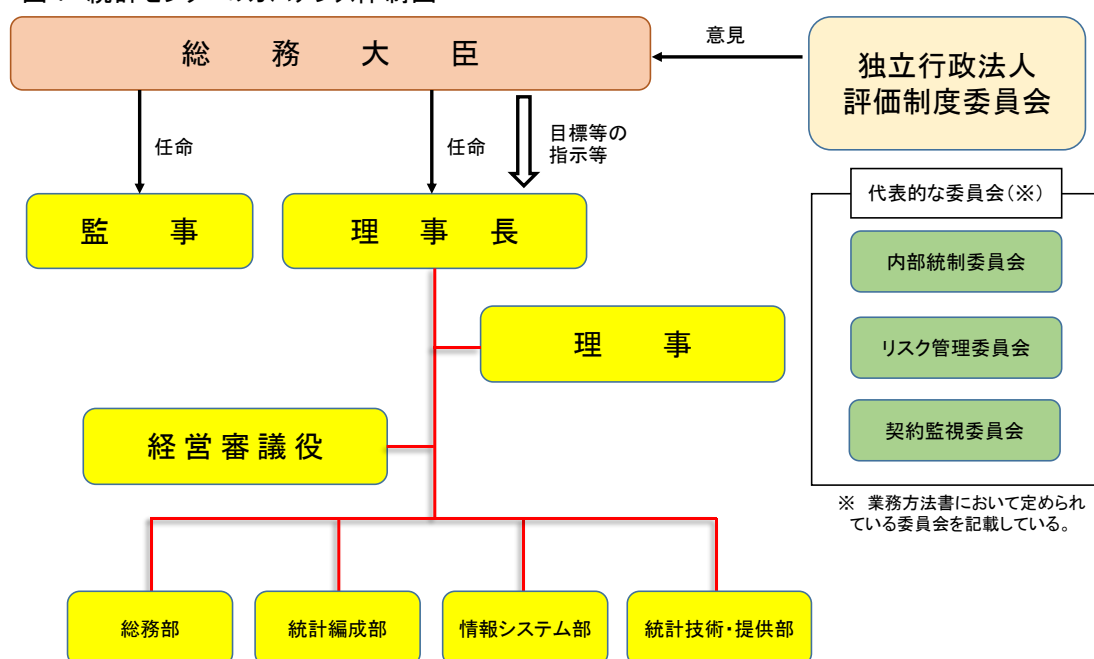 総務大臣
意見
独立行政法人
評価制度委員会
任命
任命
目標等の
指示等
監事
理事長
代表的な委員会(※)
内部統制委員会
理事
リスク管理委員会
経営審議役
契約監視委員会
※ 業務方法書において定められ
ている委員会を記載している。
総務部
統計編成部
情報システム部
統計技術・提供部